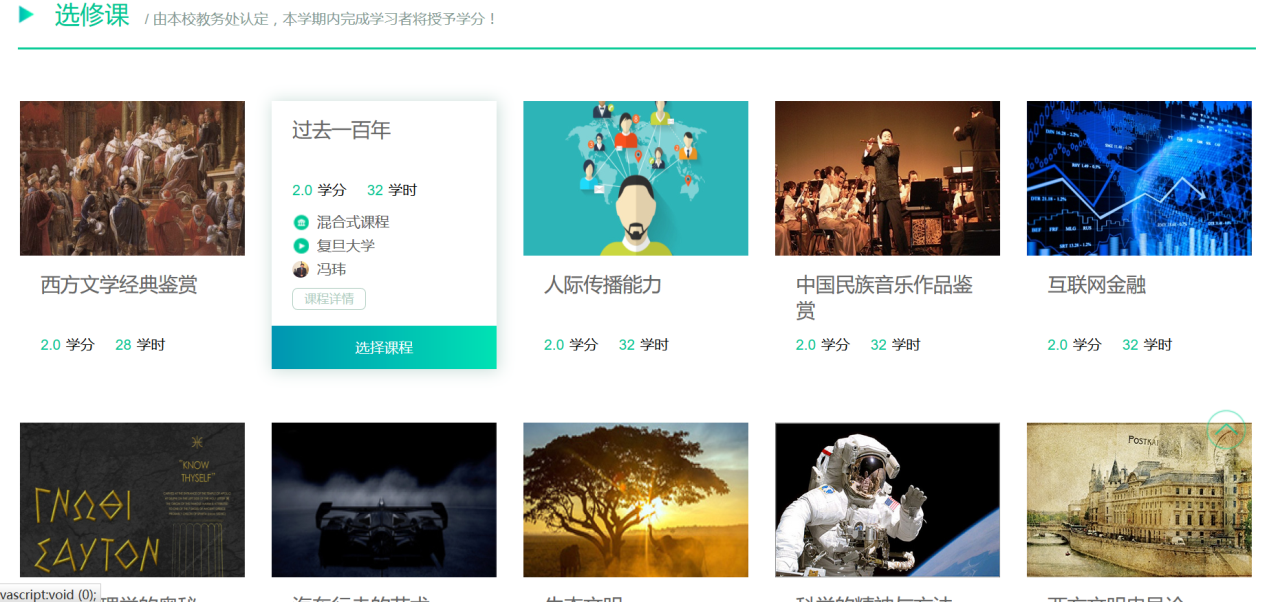 选修课 / 由本校教务处认定，本学期内完成学习者将授予学分！
过去一百年
2.0 学分 32 学时
混合式课程
复旦大学
冯玮
课程详情
选择课程
西方文学经典鉴赏
2.0 学分 28 学时
人际传播能力
2.0 学分 32 学时
中国民族音乐作品鉴
赏
2.0 学分 32 学时
互联网金融
2.0 学分 32 学时
"KNOW
THYSELF"
ΓΝΩΘΙ
ΣΑΥΤΟΝ
vascript:void (0);